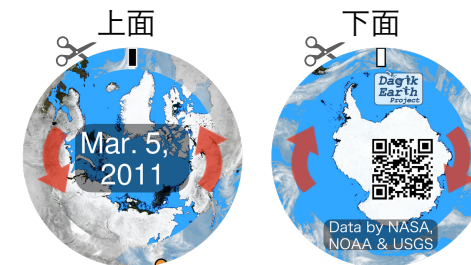 上面
下面
Mar. 5,
2011
Dagik
Earth
Project
Data by NASA,
NOAA & USGS